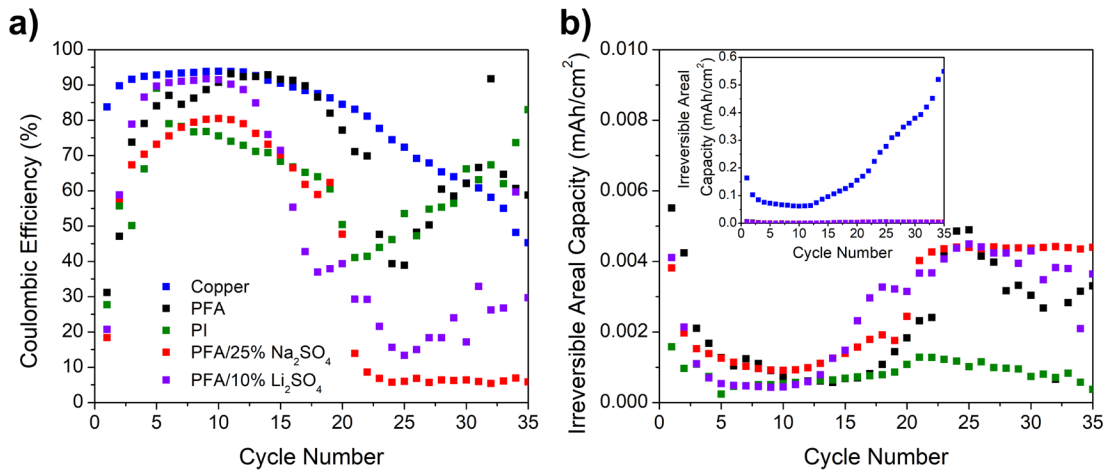 a)
Coulombic Efficiency (%)
100
90
80
70
60
50
40
30
20
10
0
Copper
PFA
PI
PFA/25% Na₂SO₄
PFA/10% Li₂SO₄
0 5 10 15 20 25 30 35
Cycle Number
b)
Irreversible Areal Capacity (mAh/cm²)
0.010
0.008
0.006
0.004
0.002
0.000
Irreversible Areal
Capacity (mAh/cm²)
0.6
0.5
0.4
0.3
0.2
0.1
0.0
0 5 10 15 20 25 30 35
Cycle Number
0 5 10 15 20 25 30 35
Cycle Number